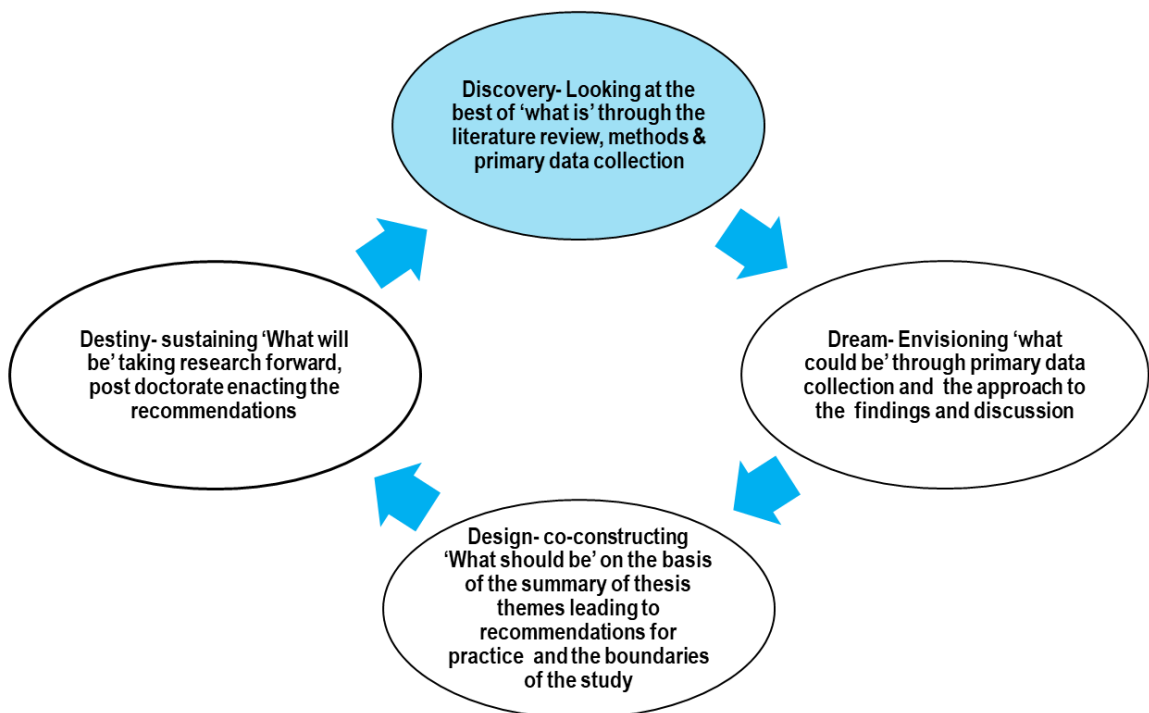 Discovery- Looking at the
best of ‘what is’ through the
literature review, methods &
primary data collection
Dream- Envisioning ‘what
could be’ through primary data
collection and the approach to
the findings and discussion
Design- co-constructing
‘What should be’ on the basis
of the summary of thesis
themes leading to
recommendations for
practice and the boundaries
of the study
Destiny- sustaining ‘What will
be’ taking research forward,
post doctorate enacting the
recommendations